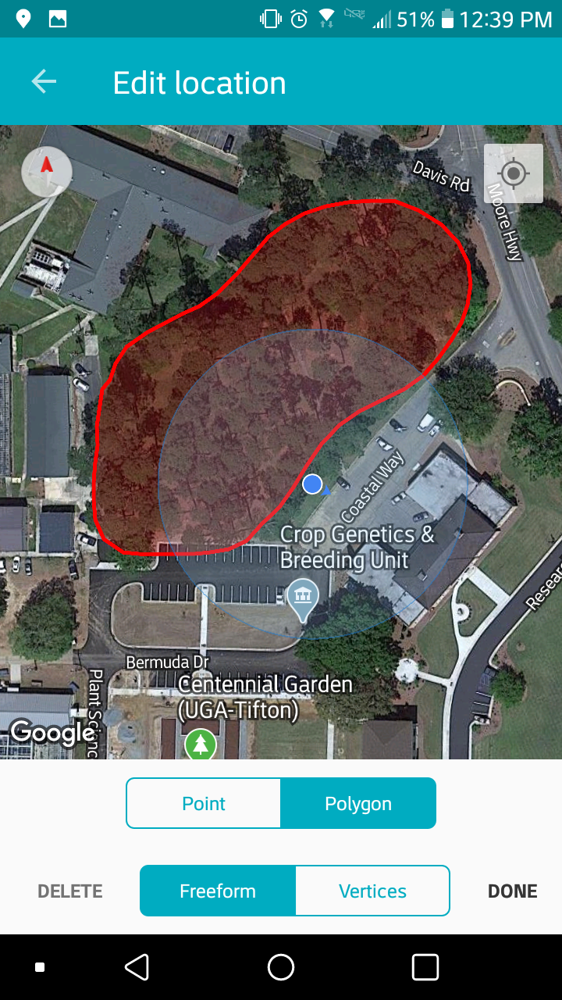 51% 12:39 PM
Edit location
Davis Rd
Moore Hwy
Coastal Way
Crop Genetics &
Breeding Unit
Resear
Bermuda Dr
Centennial Garden
(UGA-Tifton)
Plant Scienc
Google
Point
Polygon
DELETE
Freeform
Vertices
DONE